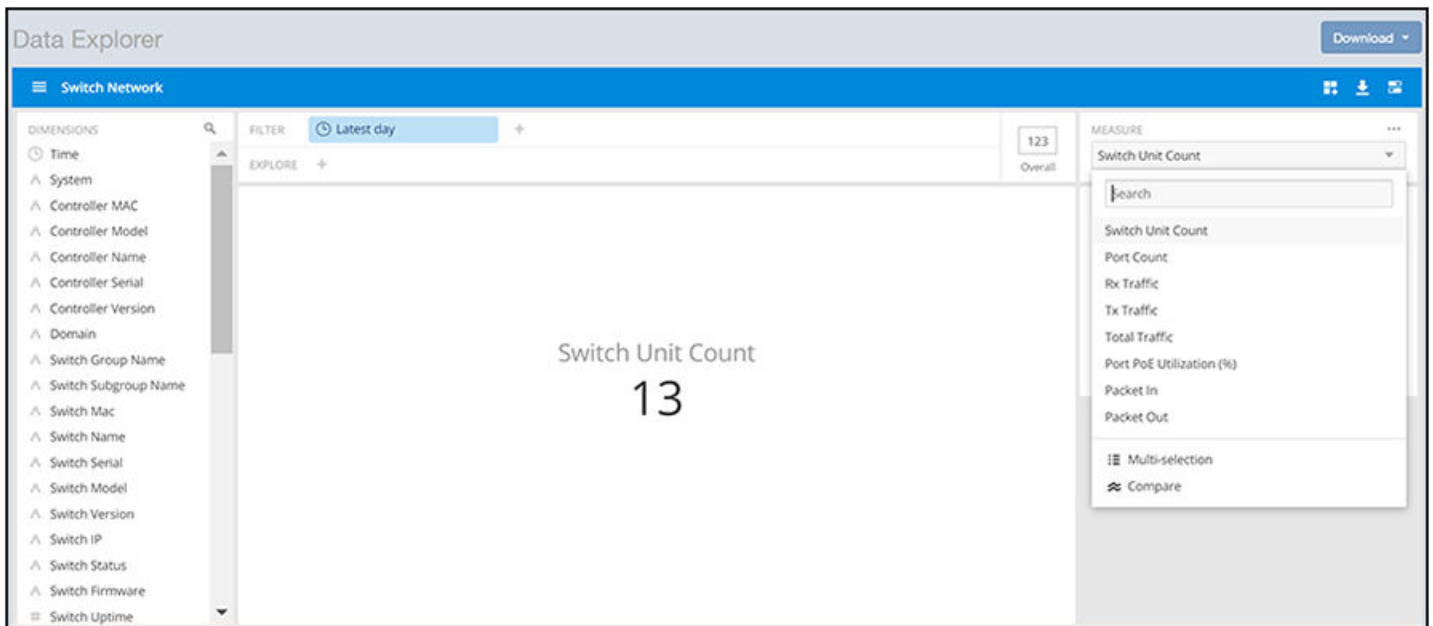 Data Explorer
Download
Switch Network
DIMENSIONS
Time
System
Controller MAC
Controller Model
Controller Name
Controller Serial
Controller Version
Domain
Switch Group Name
Switch Subgroup Name
Switch Mac
Switch Name
Switch Serial
Switch Model
Switch Version
Switch IP
Switch Status
Switch Firmware
Switch Uptime
FILTER
Latest day
EXPLORE
123
Overall
Switch Unit Count
13
MEASURE
Switch Unit Count
Search
Switch Unit Count
Port Count
Rx Traffic
Tx Traffic
Total Traffic
Port PoE Utilization (%)
Packet In
Packet Out
Multi-selection
Compare